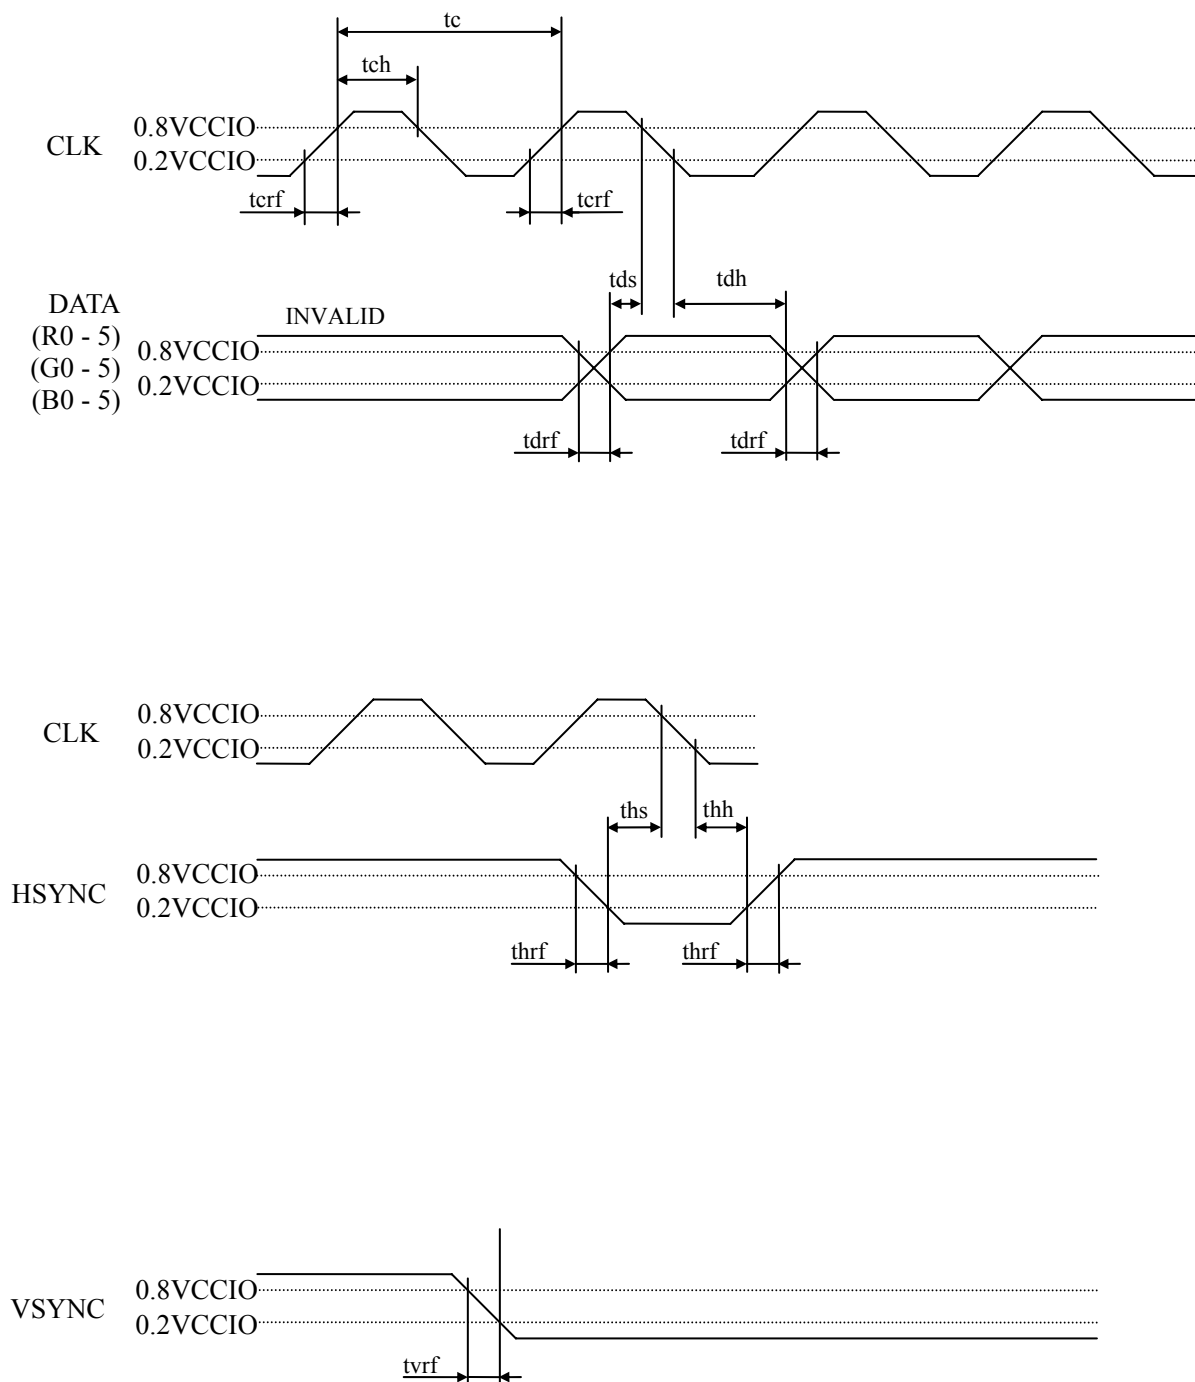 tc
tch
CLK
0.8VCCIO
0.2VCCIO
tcrf
tcrf
tds
tdh
DATA
(R0 - 5)
(G0 - 5)
(B0 - 5)
INVALID
0.8VCCIO
0.2VCCIO
tdrf
tdrf
CLK
0.8VCCIO
0.2VCCIO
ths
thh
HSYNC
0.8VCCIO
0.2VCCIO
thrf
thrf
VSYNC
0.8VCCIO
0.2VCCIO
tvrf